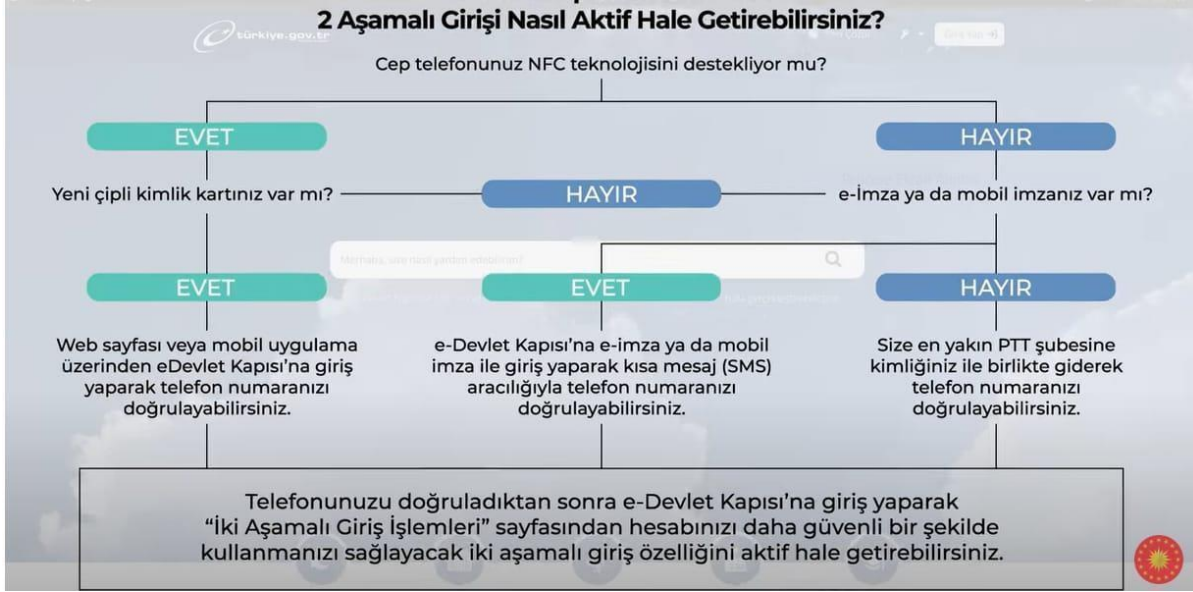 2 Aşamalı Girişi Nasıl Aktif Hale Getirebilirsiniz?
türkiye.gov.tr
Cep telefonunuz NFC teknolojisini destekliyor mu?
EVET
HAYIR
Yeni çipli kimlik kartınız var mı?
HAYIR
e-İmza ya da mobil imzanız var mı?
Merhaba, size nasıl yardım edebilirim?
EVET
EVET
HAYIR
Web sayfası veya mobil uygulama
üzerinden eDevlet Kapısı’na giriş
yaparak telefon numaranızı
doğrulayabilirsiniz.
e-Devlet Kapısı’na e-imza ya da mobil
imza ile giriş yaparak kısa mesaj (SMS)
aracılığıyla telefon numaranızı
doğrulayabilirsiniz.
Size en yakın PTT şubesine
kimliğiniz ile birlikte giderek
telefon numaranızı
doğrulayabilirsiniz.
Telefonunuzu doğruladıktan sonra e-Devlet Kapısı’na giriş yaparak
“İki Aşamalı Giriş İşlemleri” sayfasından hesabınızı daha güvenli bir şekilde
kullanmanızı sağlayacak iki aşamalı giriş özelliğini aktif hale getirebilirsiniz.